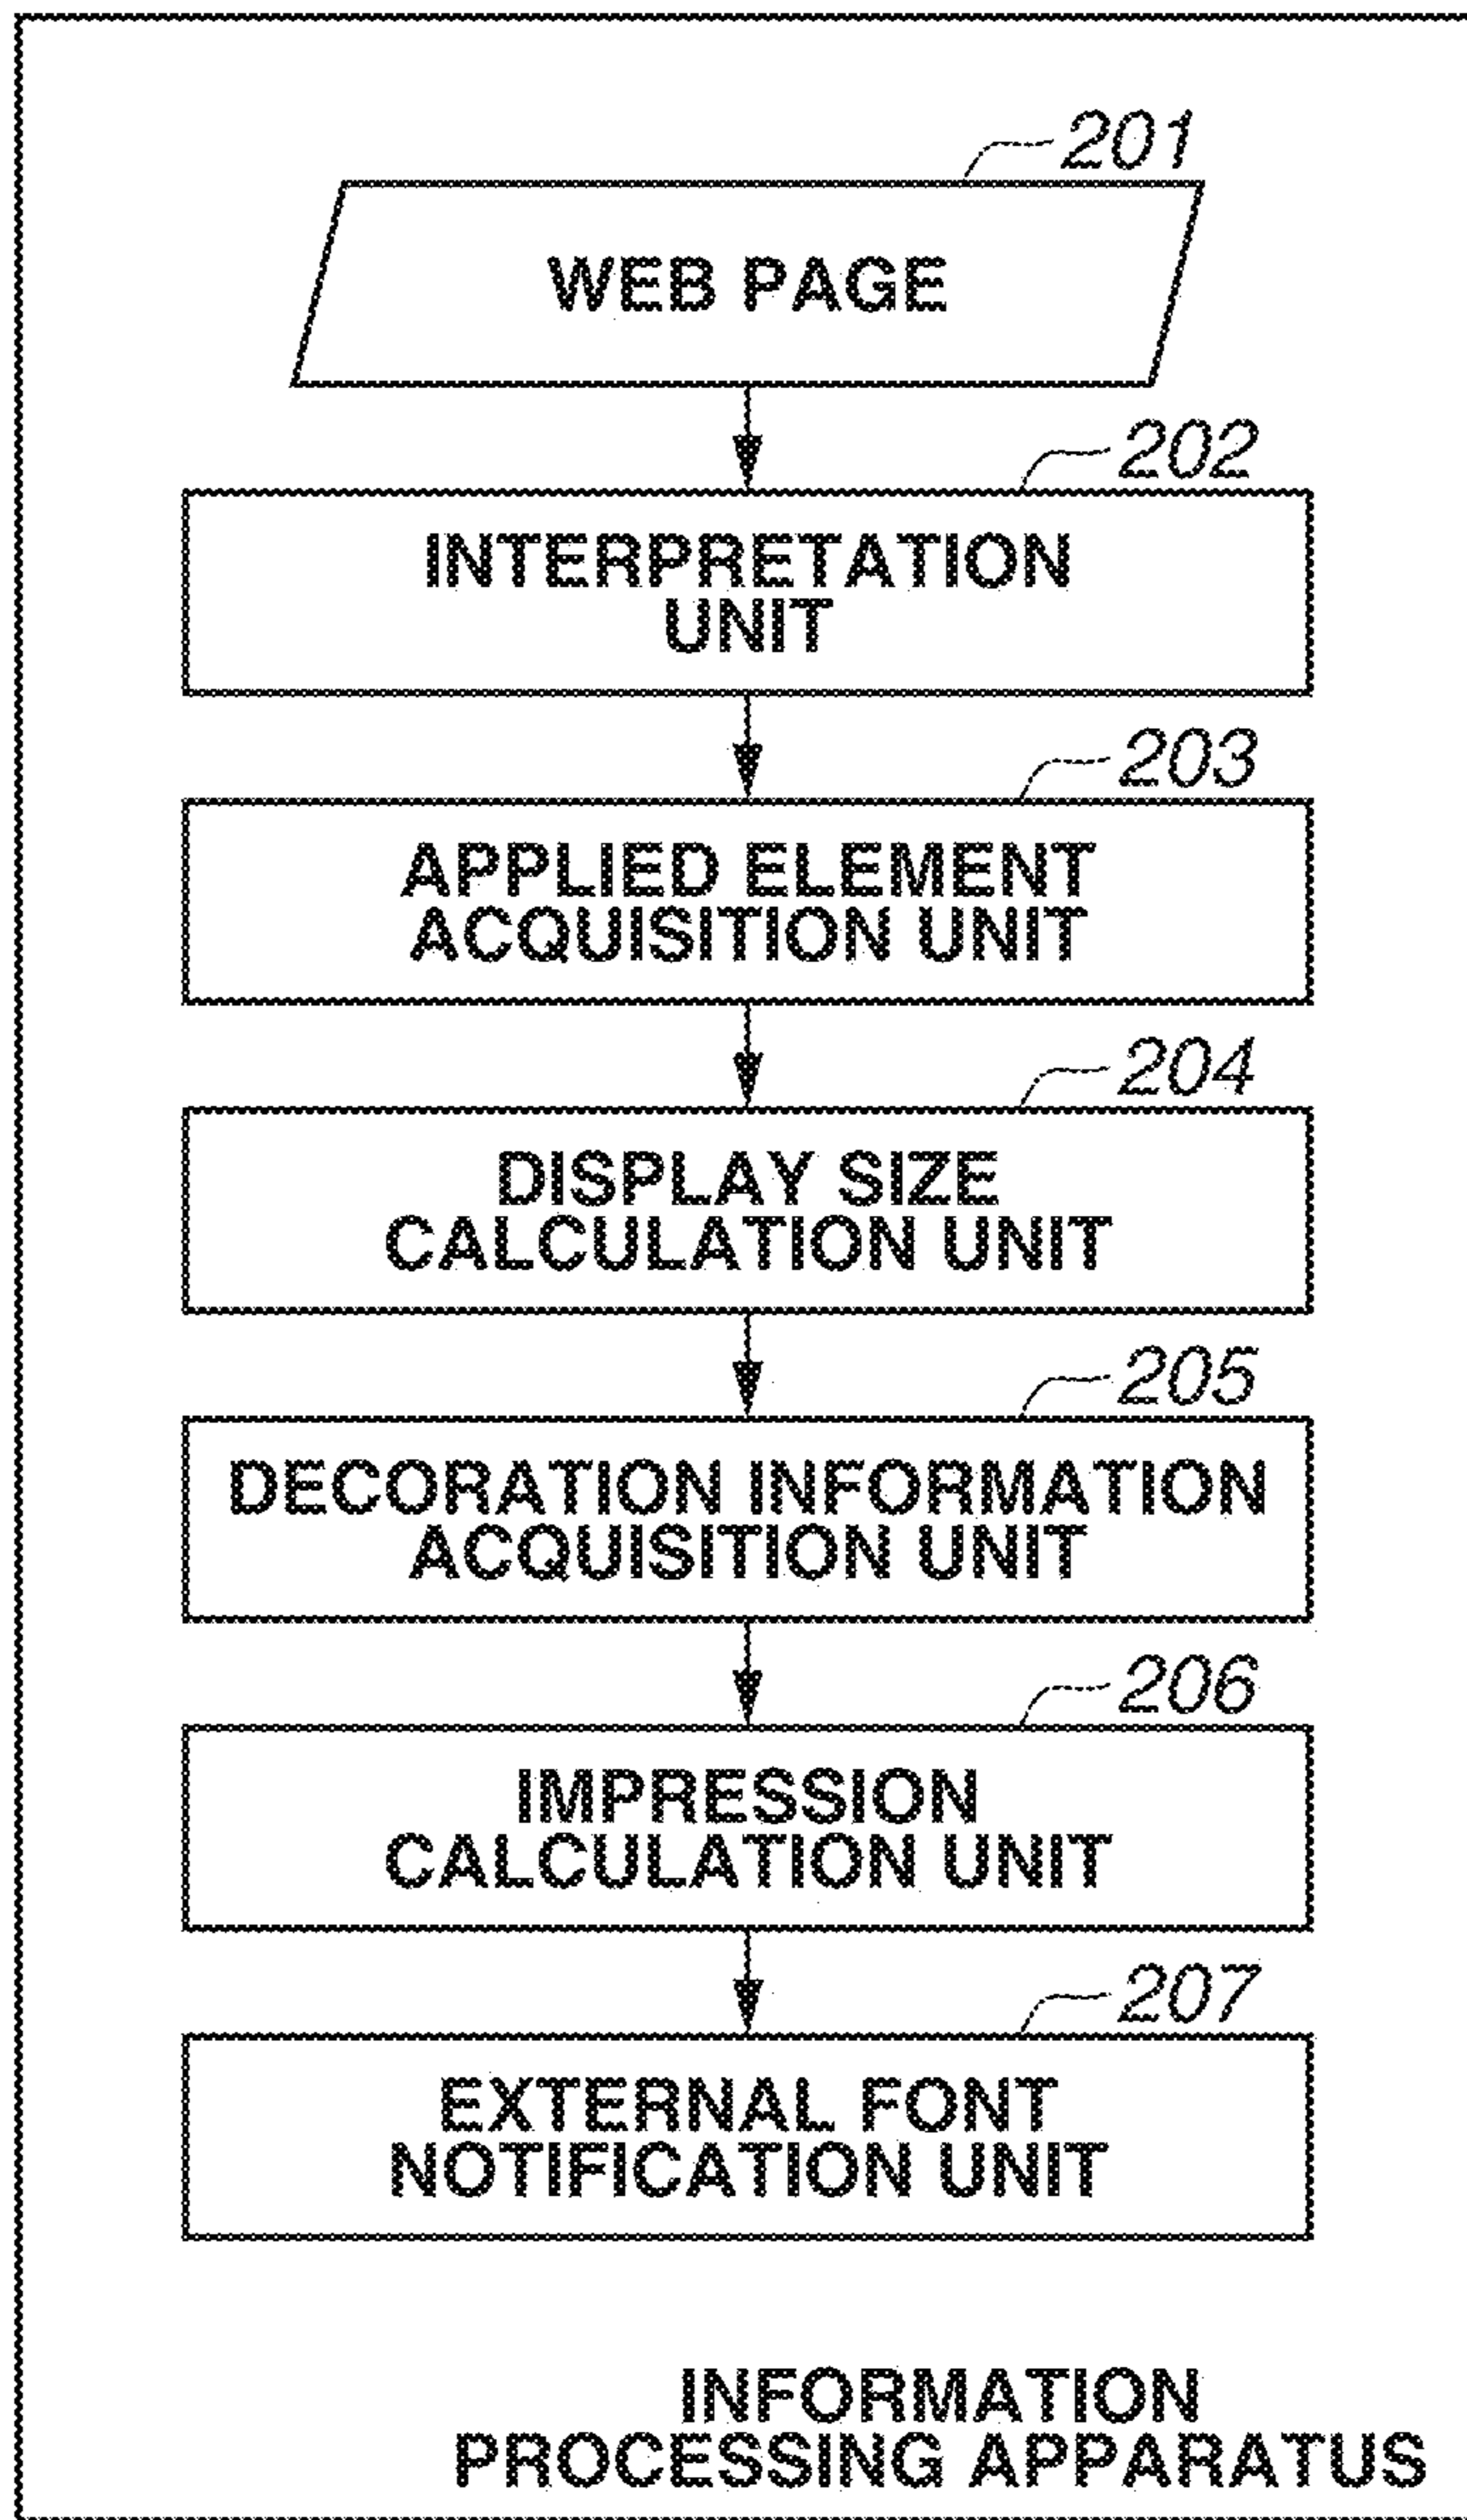 201
WEB PAGE
202
INTERPRETATION
UNIT
203
APPLIED ELEMENT
ACQUISITION UNIT
204
DISPLAY SIZE
CALCULATION UNIT
205
DECORATION INFORMATION
ACQUISITION UNIT
206
IMPRESSION
CALCULATION UNIT
207
EXTERNAL FONT
NOTIFICATION UNIT
INFORMATION
PROCESSING APPARATUS